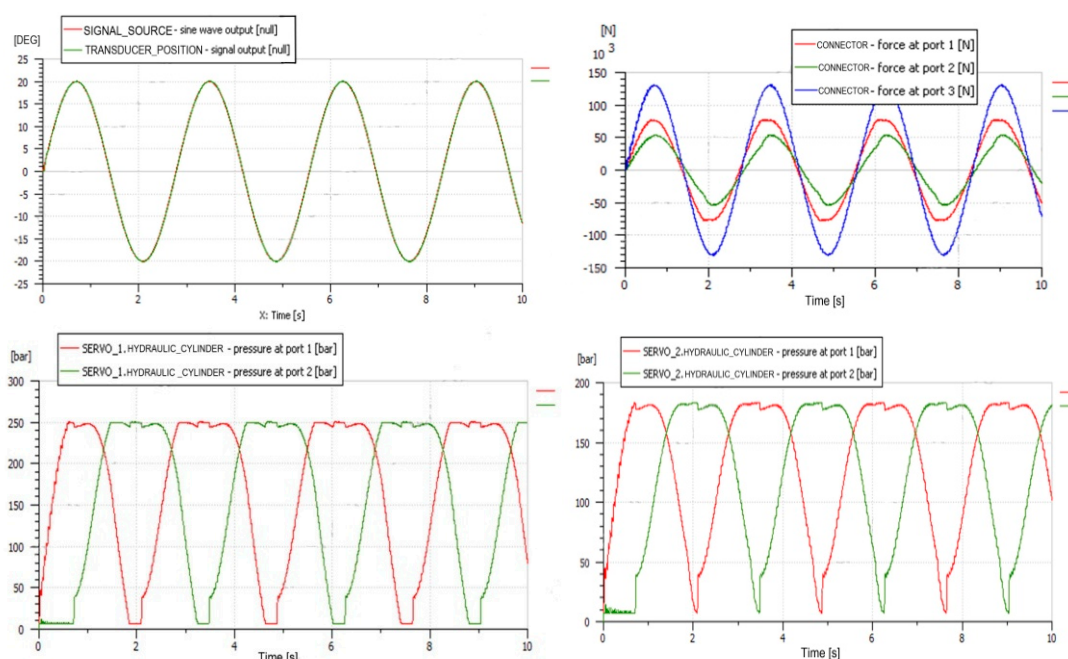 SIGNAL_SOURCE - sine wave output [null]
TRANSDUCER_POSITION - signal output [null]
[DEG]
25
20
15
10
5
0
-5
-10
-15
-20
-25
0 2 4 6 8 10
X: Time [s]
[N]
10 3
CONNECTOR - force at port 1 [N]
CONNECTOR - force at port 2 [N]
CONNECTOR - force at port 3 [N]
150
100
50
0
-50
-100
-150
0 2 4 6 8 10
Time [s]
SERVO_1.HYDRAULIC_CYLINDER - pressure at port 1 [bar]
SERVO_1.HYDRAULIC_CYLINDER - pressure at port 2 [bar]
[bar]
300
250
200
150
100
50
0
0 2 4 6 8 10
Time [s].
SERVO_2.HYDRAULIC_CYLINDER - pressure at port 1 [bar]
SERVO_2.HYDRAULIC_CYLINDER - pressure at port 2 [bar]
[bar]
200
150
100
50
0
0 2 4 6 8 10
Time [s]